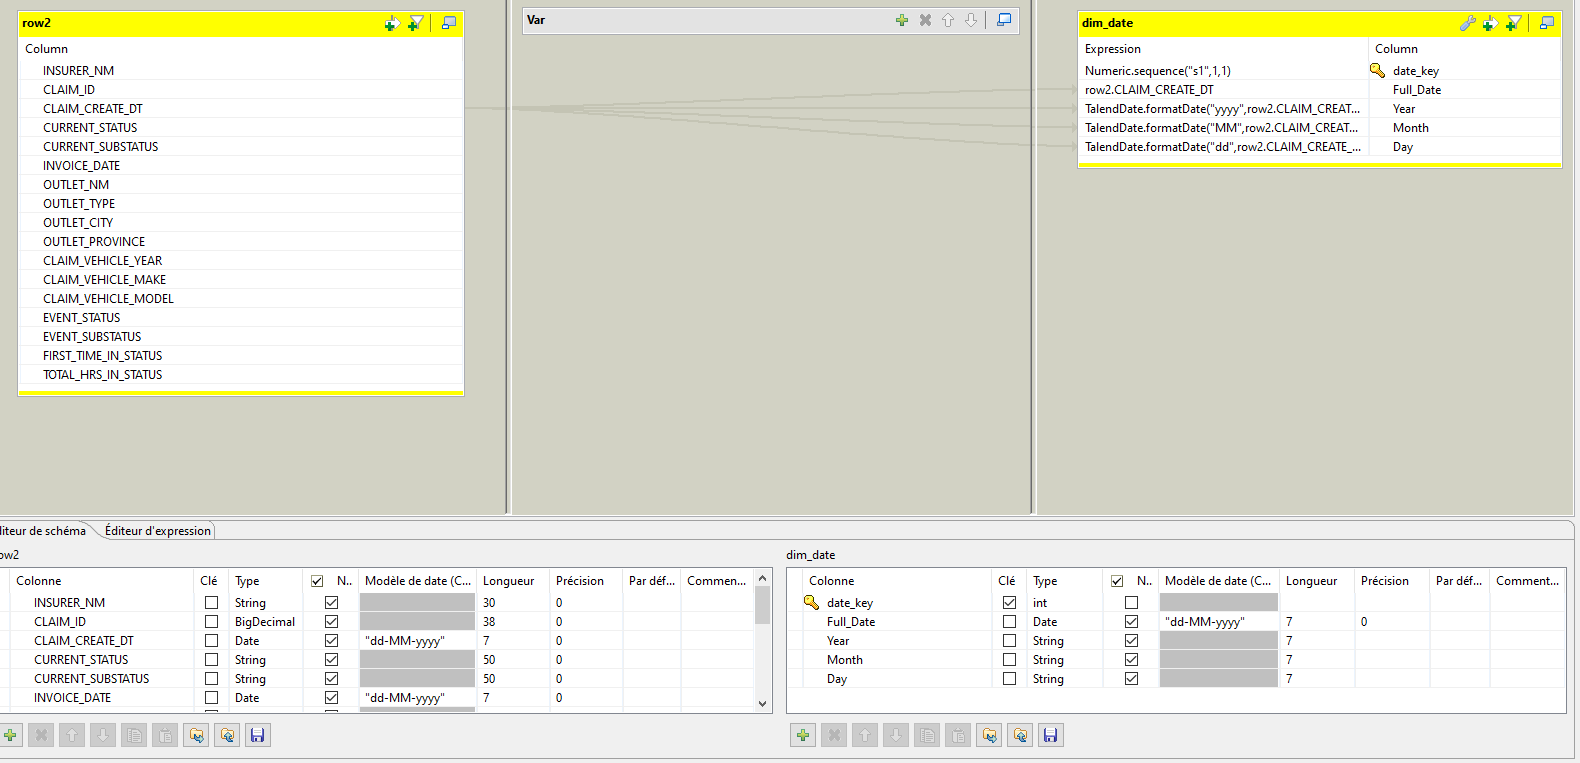 row2
Column
INSURER_NM
CLAIM_ID
CLAIM_CREATE_DT
CURRENT_STATUS
CURRENT_SUBSTATUS
INVOICE_DATE
OUTLET_NM
OUTLET_TYPE
OUTLET_CITY
OUTLET_PROVINCE
CLAIM_VEHICLE_YEAR
CLAIM_VEHICLE_MAKE
CLAIM_VEHICLE_MODEL
EVENT_STATUS
EVENT_SUBSTATUS
FIRST_TIME_IN_STATUS
TOTAL_HRS_IN_STATUS
Var
dim_date
Expression Column
Numeric.sequence("s1",1,1) date_key
row2.CLAIM_CREATE_DT Full_Date
TalendDate.formatDate("yyyy",row2.CLAIM_CREAT... Year
TalendDate.formatDate("MM",row2.CLAIM_CREAT... Month
TalendDate.formatDate("dd",row2.CLAIM_CREATE_... Day
diteur de schéma Éditeur d'expression
ow2
Colonne Clé Type N.. Modèle de date (C... Longueur Précision Par déf... Commen...
INSURER_NM String 30 0
CLAIM_ID BigDecimal 38 0
CLAIM_CREATE_DT Date "dd-MM-yyyy" 7 0
CURRENT_STATUS String 50 0
CURRENT_SUBSTATUS String 50 0
INVOICE_DATE Date "dd-MM-yyyy" 7 0
dim_date
Colonne Clé Type N.. Modèle de date (C... Longueur Précision Par déf... Comment...
date_key int
Full_Date Date "dd-MM-yyyy" 7 0
Year String 7
Month String 7
Day String 7